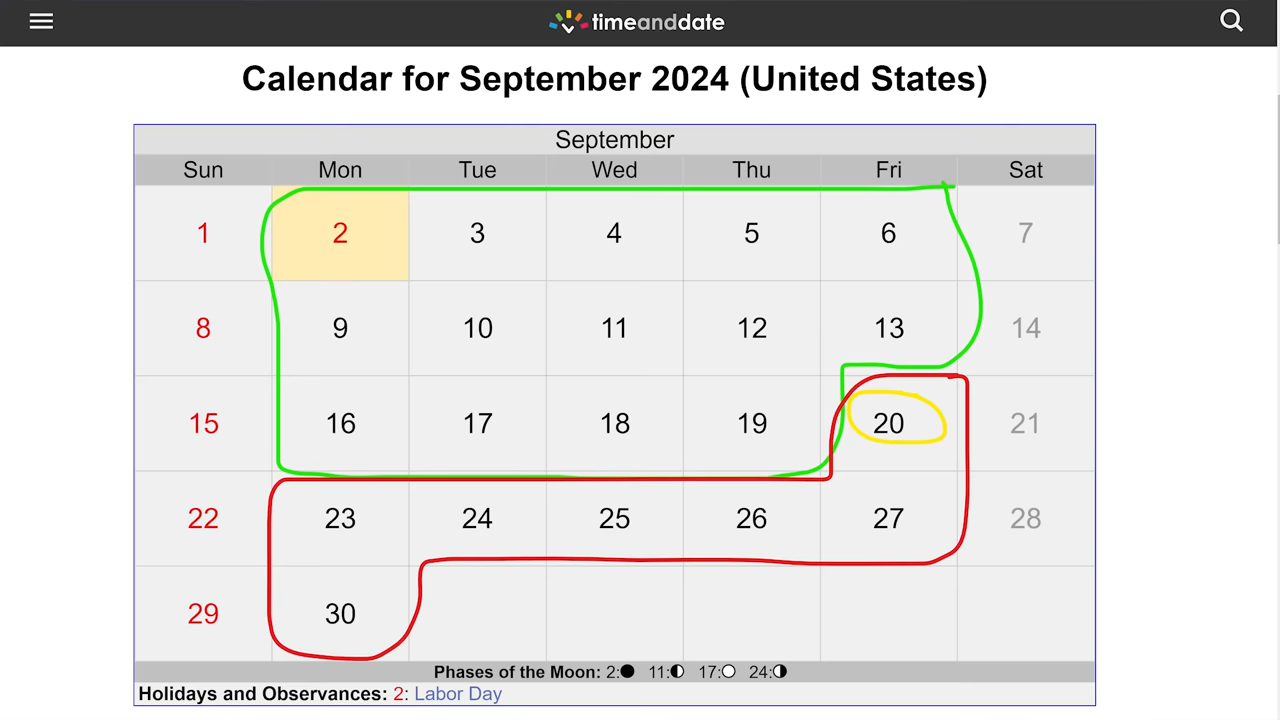 timeanddate
Calendar for September 2024 (United States)
September
Sun Mon Tue Wed Thu Fri Sat
1 2 3 4 5 6 7
8 9 10 11 12 13 14
15 16 17 18 19 20 21
22 23 24 25 26 27 28
29 30
Phases of the Moon: 2: 11: 17: 24:
Holidays and Observances: 2: Labor Day